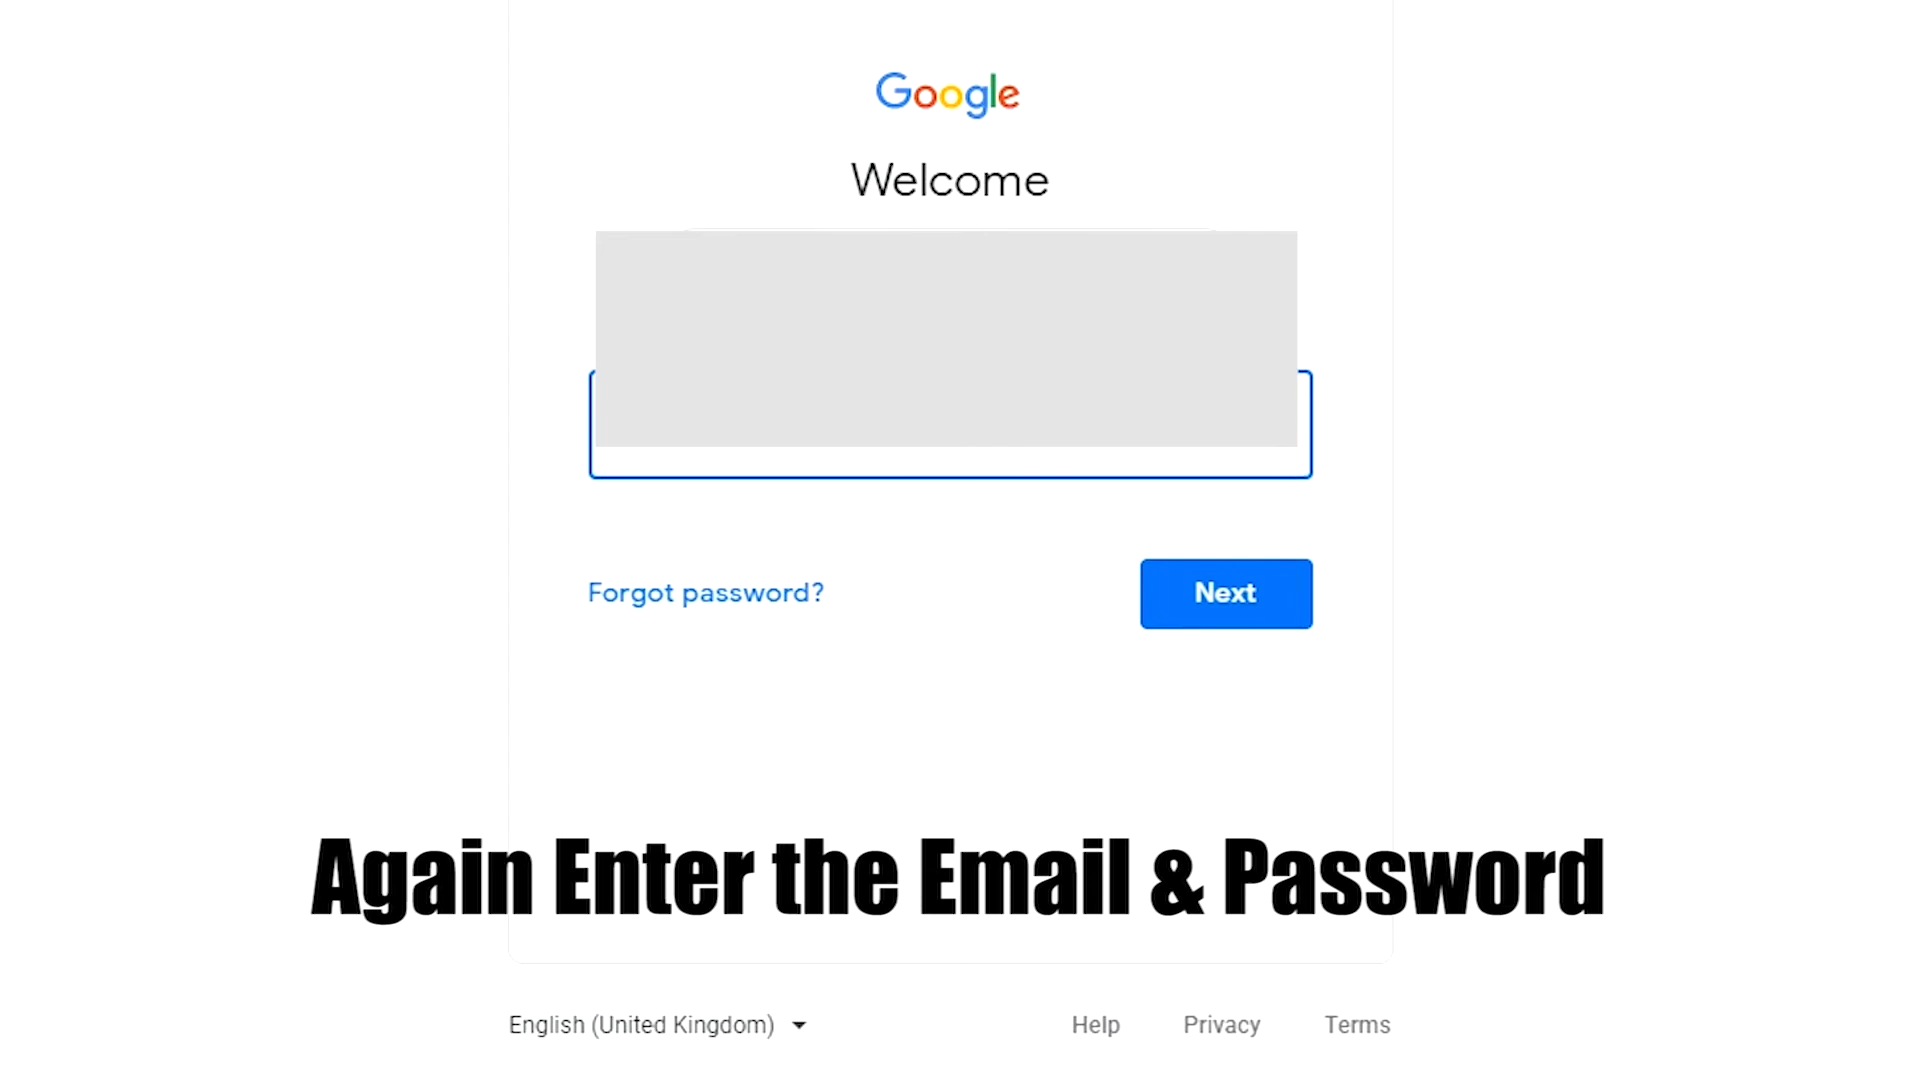 Google
Welcome
Forgot password?
Next
Again Enter the Email & Password
English (United Kingdom)
Help
Privacy
Terms